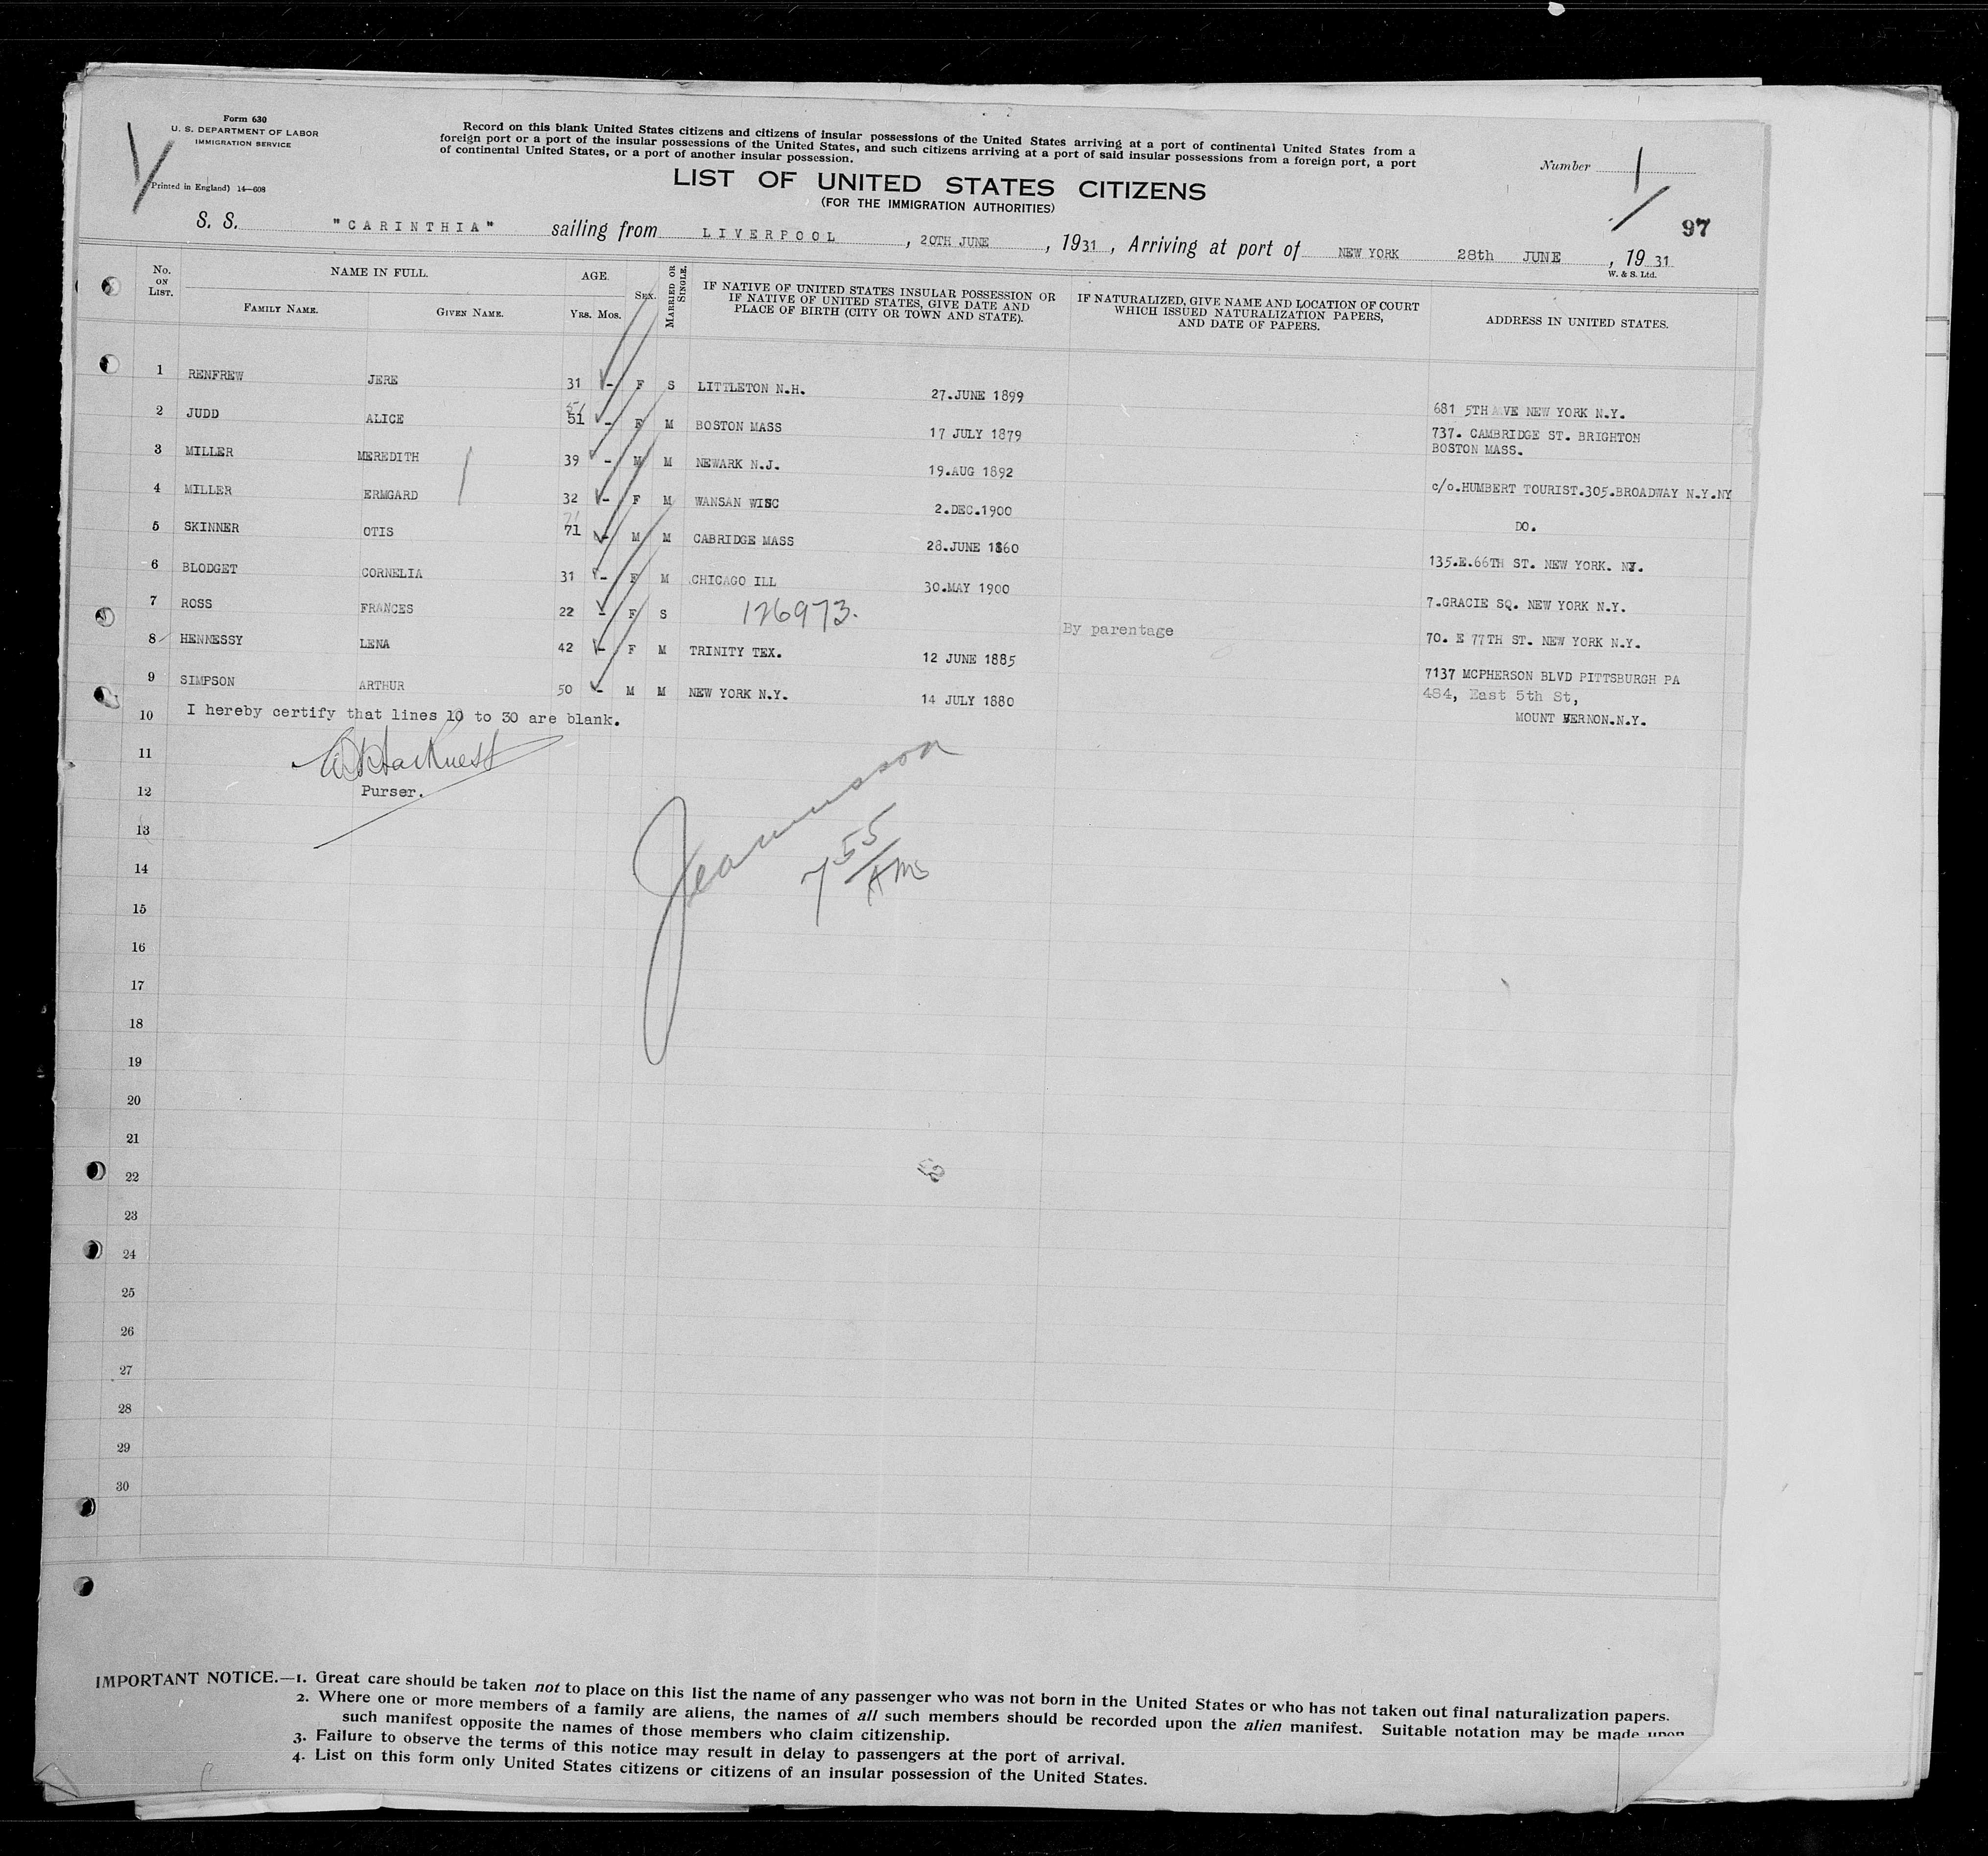 Form 630
U. S. DEPARTMENT OF LABOR
IMMIGRATION SERVICE
Printed in England) 14—608
Record on this blank United States citizens and citizens of insular possessions of the United States arriving at a port of continental United States from a
foreign port or a port of the insular possessions of the United States, and such citizens arriving at a port of said insular possessions from a foreign port, a port
of continental United States, or a port of another insular possession.
Number 1
LIST OF UNITED STATES CITIZENS
(FOR THE IMMIGRATION AUTHORITIES)
97
S. S. "CARINTHIA" sailing from LIVERPOOL, 20TH JUNE, 1931, Arriving at port of NEW YORK 28th JUNE, 19 31
W. & S. Ltd.
No. ON LIST. NAME IN FULL. FAMILY NAME. GIVEN NAME. AGE. YRS. MOS. SEX. MARRIED OR SINGLE.
IF NATIVE OF UNITED STATES INSULAR POSSESSION OR
IF NATIVE OF UNITED STATES, GIVE DATE AND
PLACE OF BIRTH (CITY OR TOWN AND STATE).
IF NATURALIZED, GIVE NAME AND LOCATION OF COURT
WHICH ISSUED NATURALIZATION PAPERS,
AND DATE OF PAPERS.
ADDRESS IN UNITED STATES.
1 RENFREW JERE 31 - F S LITTLETON N.H. 27.JUNE 1899 681 5TH AVE NEW YORK N.Y.
2 JUDD ALICE 51 51 - F M BOSTON MASS 17 JULY 1879 737. CAMBRIDGE ST. BRIGHTON
BOSTON MASS.
3 MILLER MEREDITH 39 - M M NEWARK N.J. 19.AUG 1892 c/o.HUMBERT TOURIST.305.BROADWAY N.Y.NY
4 MILLER ERMGARD 32 - F M WANSAN WISC 2.DEC.1900 DO.
5 SKINNER OTIS 71 71 - M M CABRIDGE MASS 28.JUNE 1860 135.E.66TH ST. NEW YORK. NY.
6 BLODGET CORNELIA 31 - F M CHICAGO ILL 30.MAY 1900 7.GRACIE SQ. NEW YORK N.Y.
7 ROSS FRANCES 22 - F S 126973. By parentage 70. E 77TH ST. NEW YORK N.Y.
8 HENNESSY LENA 42 - F M TRINITY TEX. 12 JUNE 1885 7137 MCPHERSON BLVD PITTSBURGH PA
9 SIMPSON ARTHUR 50 - M M NEW YORK N.Y. 14 JULY 1880 484, East 5th St,
MOUNT VERNON.N.Y.
10 I hereby certify that lines 10 to 30 are blank.
11
12 Purser.
13
7 55 AM
14
15
16
17
18
19
20
21
22
23
24
25
26
27
28
29
30
IMPORTANT NOTICE.—1. Great care should be taken not to place on this list the name of any passenger who was not born in the United States or who has not taken out final naturalization papers.
2. Where one or more members of a family are aliens, the names of all such members should be recorded upon the alien manifest. Suitable notation may be made upon
such manifest opposite the names of those members who claim citizenship.
3. Failure to observe the terms of this notice may result in delay to passengers at the port of arrival.
4. List on this form only United States citizens or citizens of an insular possession of the United States.